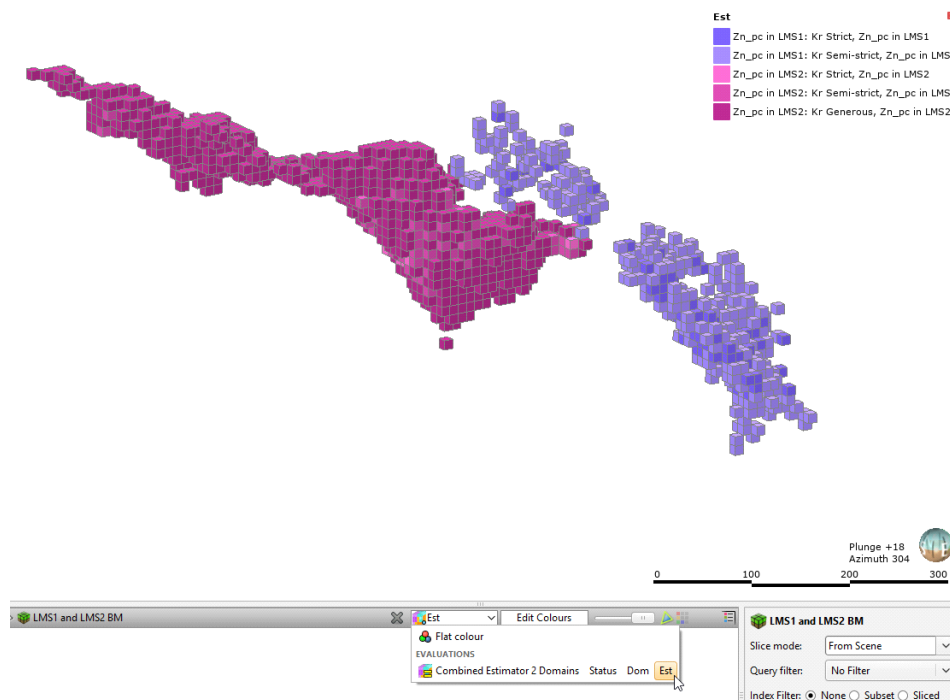 Est
Zn_pc in LMS1: Kr Strict, Zn_pc in LMS1
Zn_pc in LMS1: Kr Semi-strict, Zn_pc in LMS
Zn_pc in LMS2: Kr Strict, Zn_pc in LMS2
Zn_pc in LMS2: Kr Semi-strict, Zn_pc in LMS
Zn_pc in LMS2: Kr Generous, Zn_pc in LMS2
Plunge +18
Azimuth 304
0 100 200 300
LMS1 and LMS2 BM Est Edit Colours
Flat colour
EVALUATIONS
Combined Estimator 2 Domains Status Dom Est
LMS1 and LMS2 BM
Slice mode: From Scene
Query filter: No Filter
Index Filter: None Subset Sliced